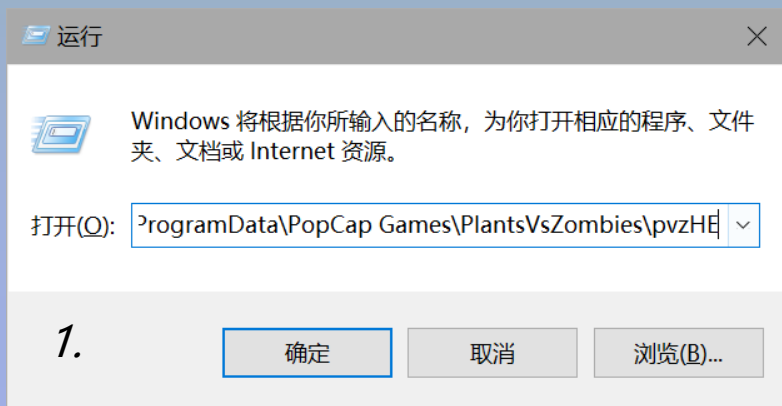 运行
Windows 将根据你所输入的名称，为你打开相应的程序、文件
夹、文档或 Internet 资源。
打开(O): ProgramData\PopCap Games\PlantsVsZombies\pvzHE
1.
确定 取消 浏览(B)...